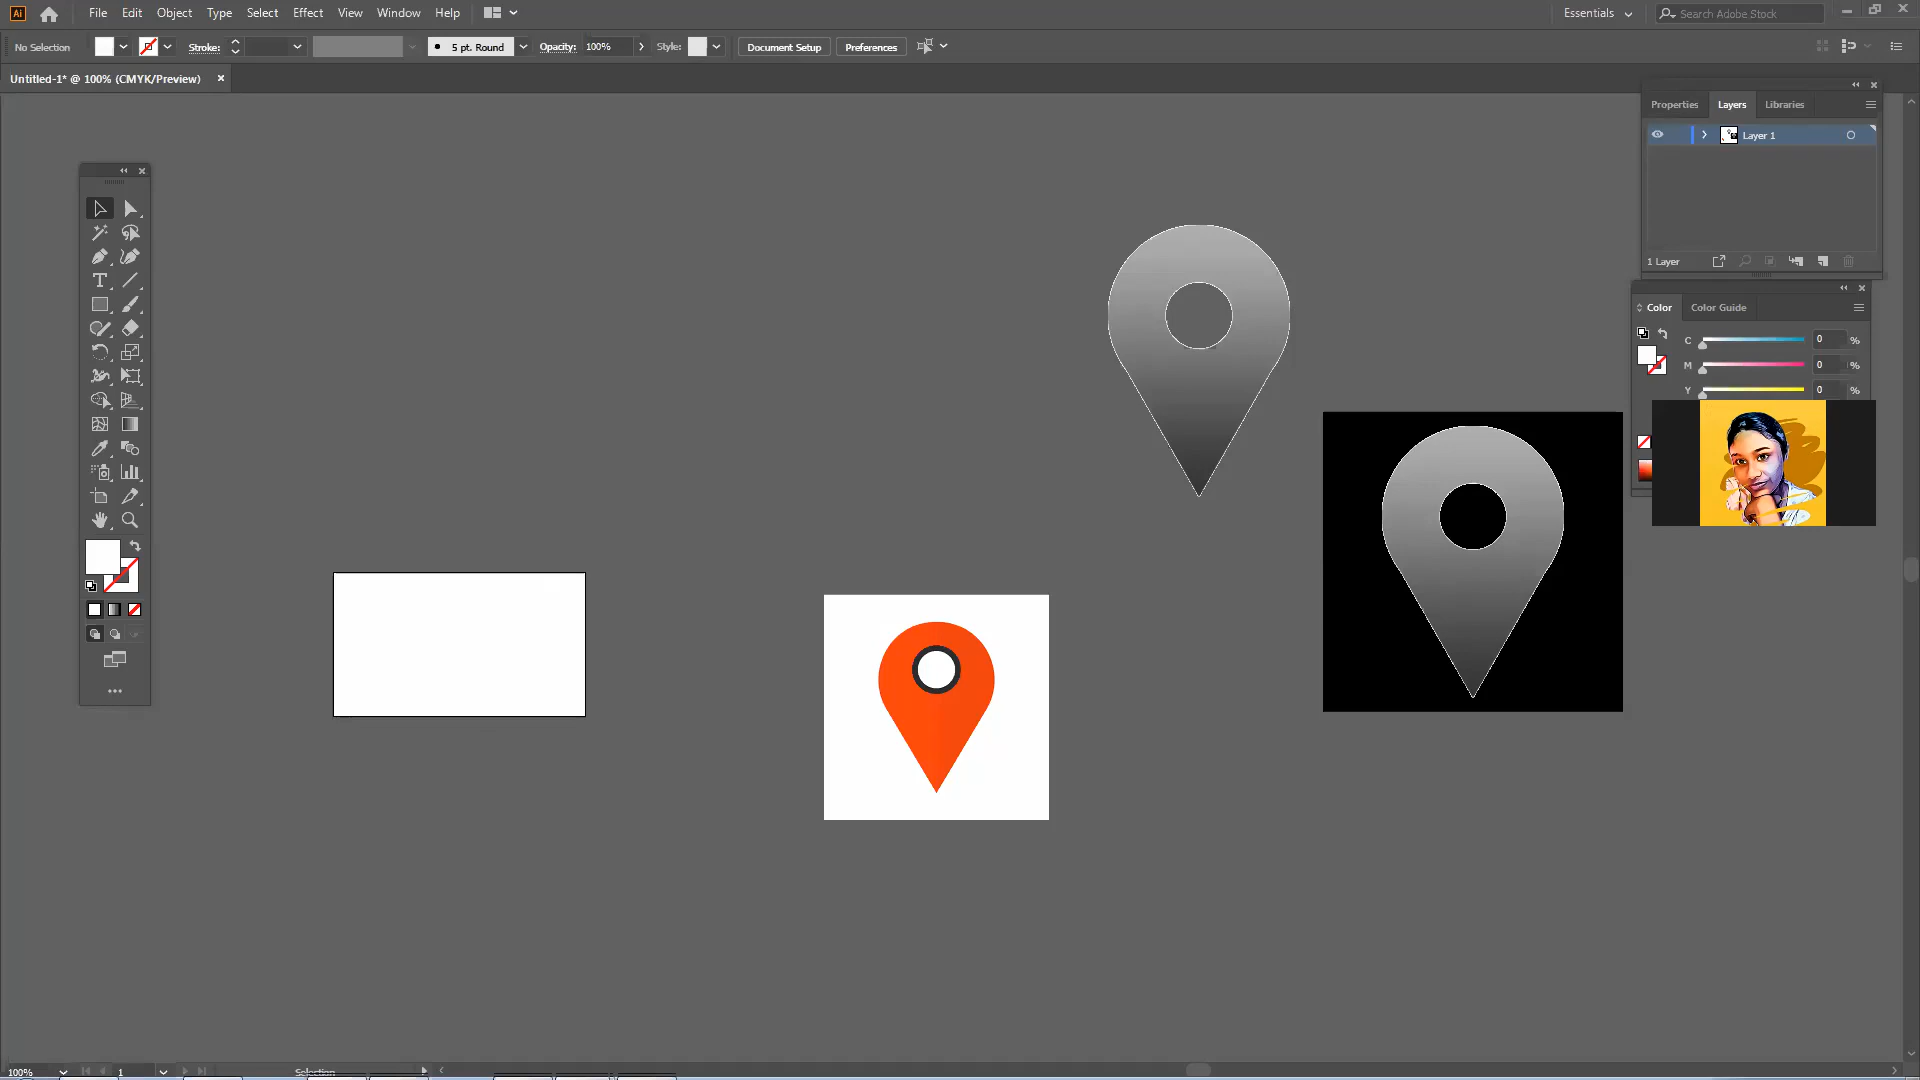 Ai File Edit Object Type Select Effect View Window Help Essentials Search Adobe Stock
No Selection Stroke: 5 pt. Round Opacity: 100% Style: Document Setup Preferences
Untitled-1* @ 100% (CMYK/Preview)
Properties Layers Libraries
Layer 1
1 Layer
Color Color Guide
C 0 %
M 0 %
Y 0 %
100% 1 Selection